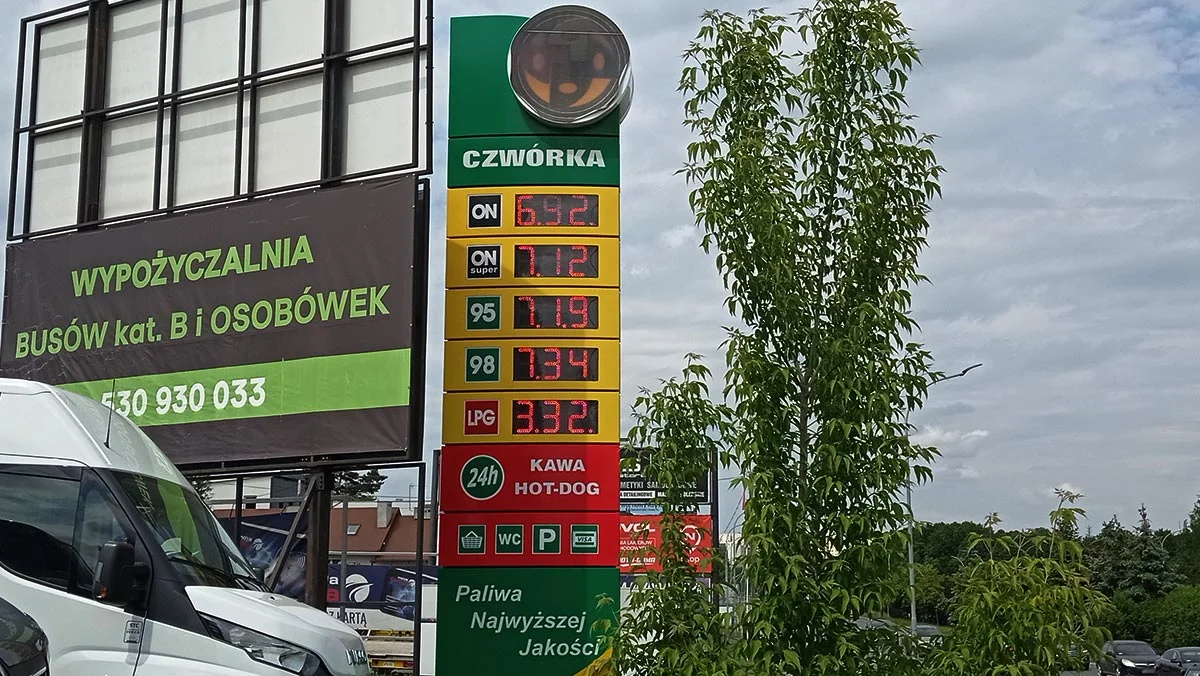 WYPOŻYCZALNIA
BUSÓW kat. B i OSOBÓWEK
530 930 033
CZWÓRKA
ON 6.92
ON super 7.12
95 7.19
98 7.34
LPG 3.32
24h KAWA
HOT-DOG
WC P VISA
Paliwa
Najwyższej
Jakości